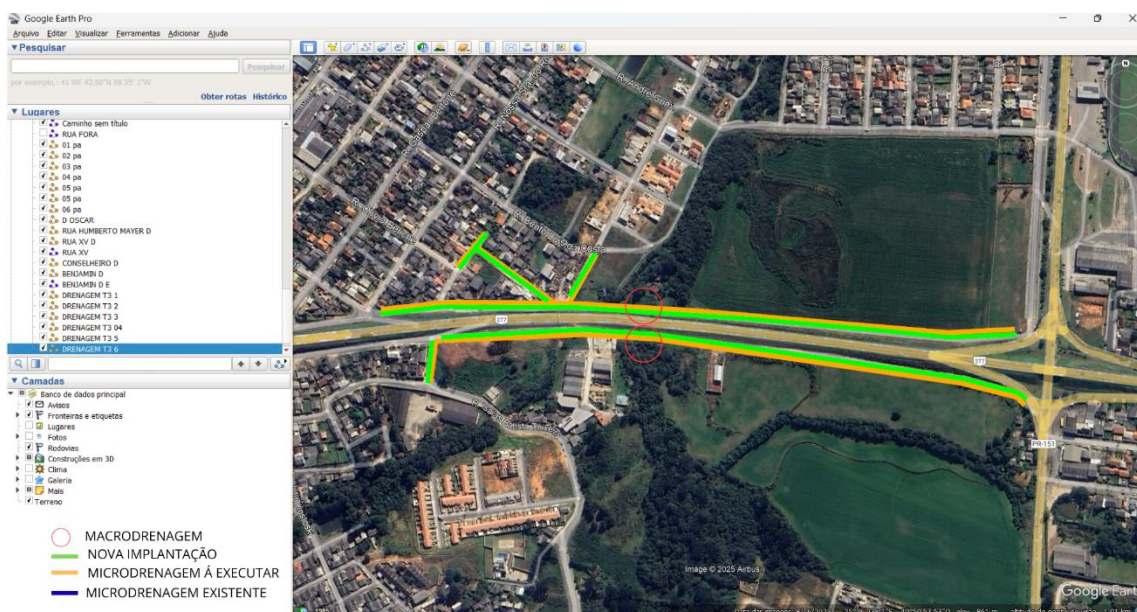 Google Earth Pro
Arquivo Editar Visualizar Ferramentas Adicionar Ajuda
Pesquisar
Pesquisar
Obter rotas Histórico
Lugares
Caminho sem título
RUA FORA
01 pa
02 pa
03 pa
04 pa
05 pa
05 pa
06 pa
D OSCAR
RUA HUMBERTO MAYER D
RUA XV D
RUA XV
CONSELHEIRO D
BENJAMIN D
BENJAMIN D E
DRENAGEM T3 1
DRENAGEM T3 2
DRENAGEM T3 3
DRENAGEM T3 04
DRENAGEM T3 5
DRENAGEM T3 6
Camadas
Banco de dados principal
Avisos
Fronteiras e etiquetas
Lugares
Fotos
Rodovias
Construções em 3D
Clima
Galeria
Mais
Terreno
MACRODRENAGEM
NOVA IMPLANTAÇÃO
MICRODRENAGEM Á EXECUTAR
MICRODRENAGEM EXISTENTE
277
277
PR-151
Image © 2025 Airbus
Google Earth
1985